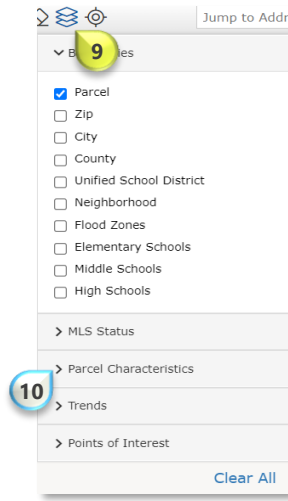 Jump to Addr
9
Parcel
Zip
City
County
Unified School District
Neighborhood
Flood Zones
Elementary Schools
Middle Schools
High Schools
MLS Status
Parcel Characteristics
10
Trends
Points of Interest
Clear All